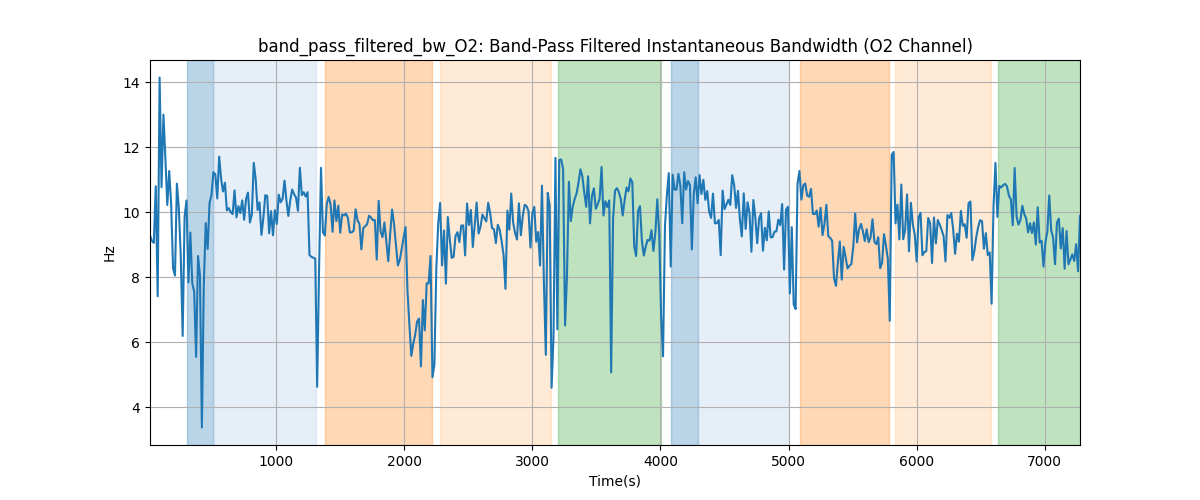 band_pass_filtered_bw_O2: Band-Pass Filtered Instantaneous Bandwidth (O2 Channel)
14
12
10
8
6
4
Hz
1000 2000 3000 4000 5000 6000 7000
Time(s)